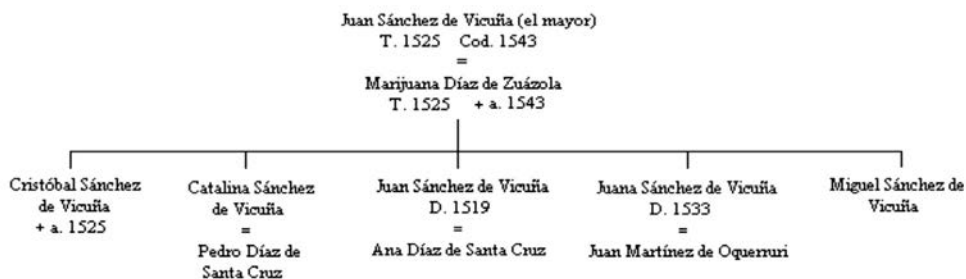 Juan Sánchez de Vicuña (el mayor)
T. 1525 Cod. 1543
=
Marijuana Díaz de Zuázola
T. 1525 + a. 1543
Cristóbal Sánchez
de Vicuña
+ a. 1525
Catalina Sánchez
de Vicuña
=
Pedro Díaz de
Santa Cruz
Juan Sánchez de Vicuña
D. 1519
=
Ana Díaz de Santa Cruz
Juana Sánchez de Vicuña
D. 1533
=
Juan Martínez de Oquerruri
Miguel Sánchez de
Vicuña